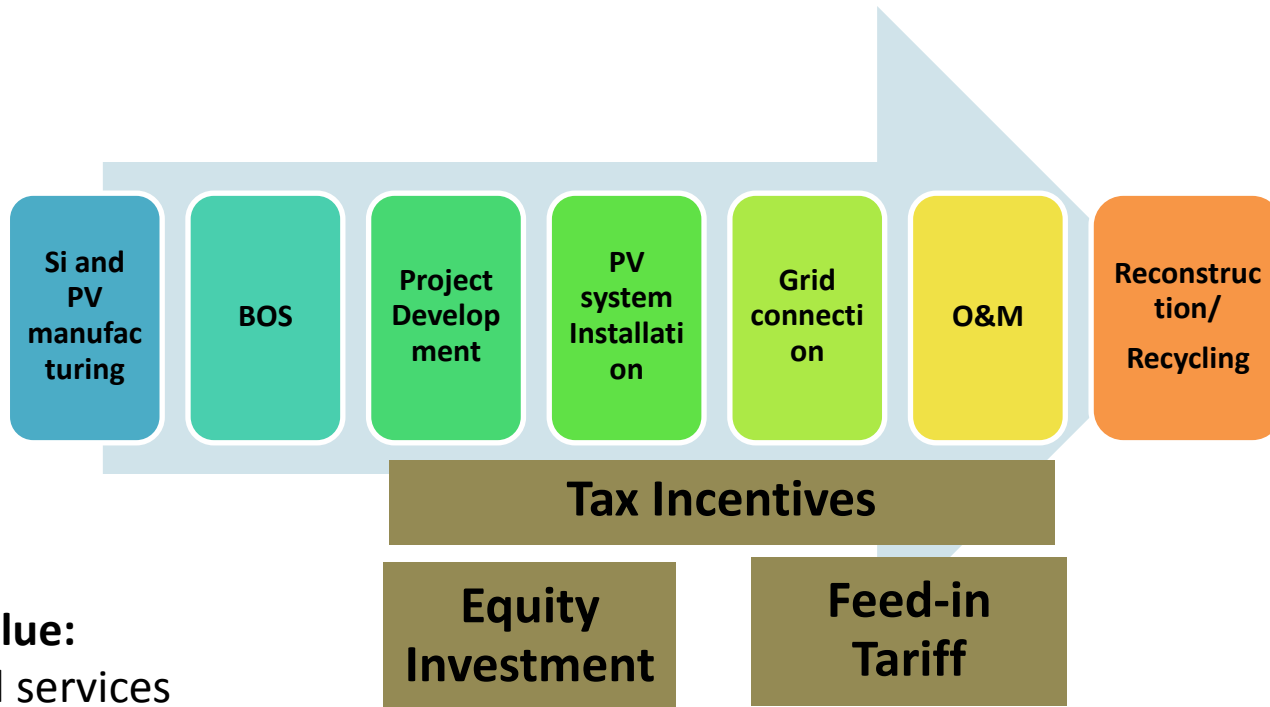 Si and
PV
manufac
turing
BOS
Project
Develop
ment
PV
system
Installati
on
Grid
connecti
on
O&M
Reconstruc
tion/
Recycling
Tax Incentives
Equity
Investment
Feed-in
Tariff
lue:
l services